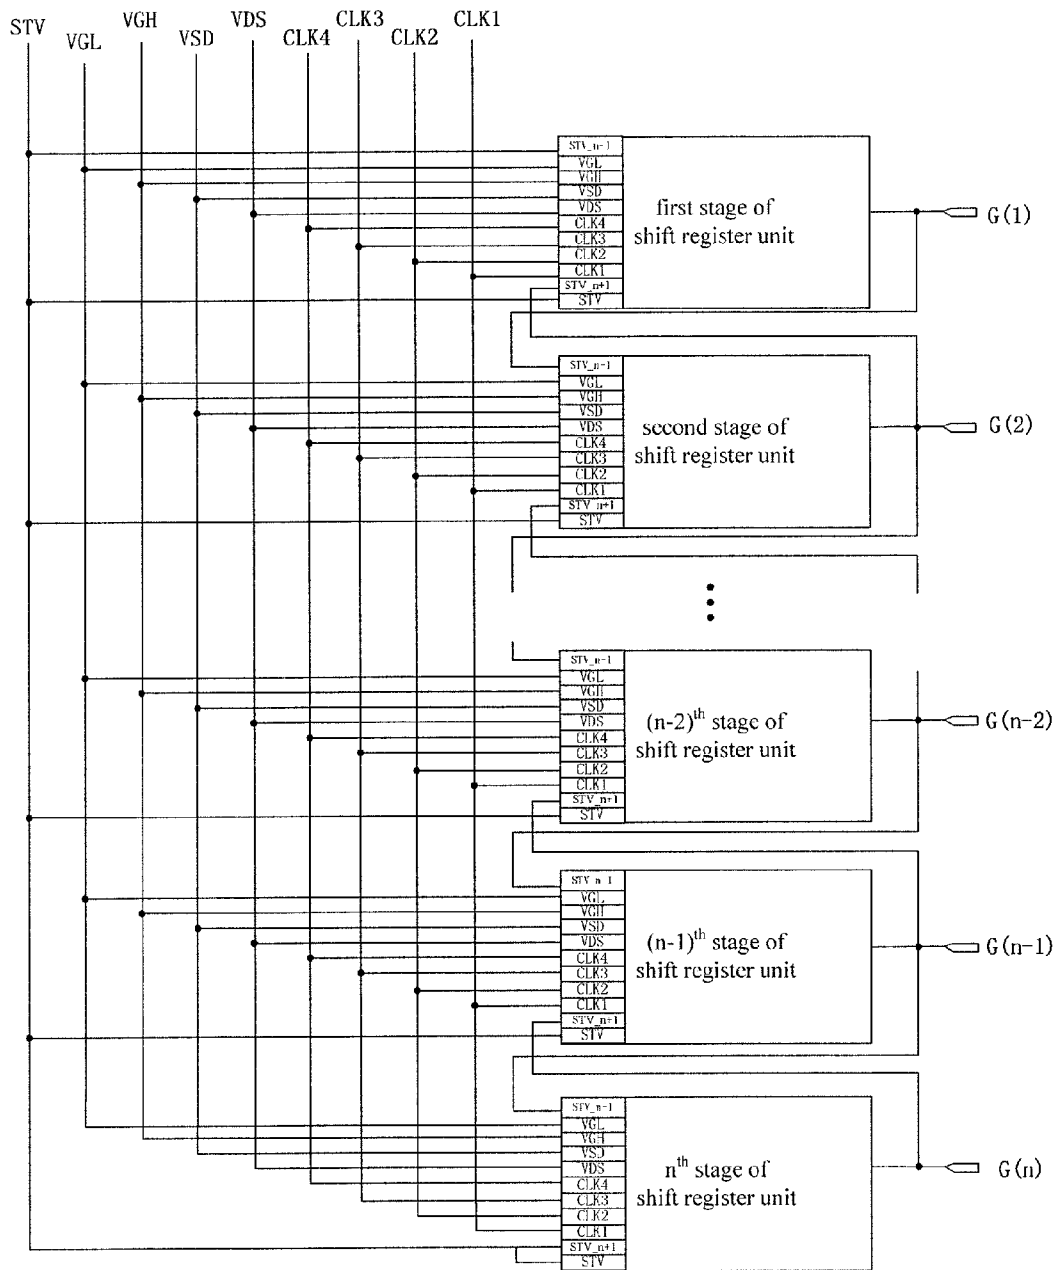 STV
VGL
VGH
VSD
VDS
CLK4
CLK3
CLK2
CLK1
STV_n-1
VGL
VGH
VSD
VDS
CLK4
CLK3
CLK2
CLK1
STV_n+1
STV
first stage of
shift register unit
G(1)
STV_n-1
VGL
VGH
VSD
VDS
CLK4
CLK3
CLK2
CLK1
STV_n+1
STV
second stage of
shift register unit
G(2)
STV_n-1
VGL
VGH
VSD
VDS
CLK4
CLK3
CLK2
CLK1
STV_n+1
STV
(n-2)th stage of
shift register unit
G(n-2)
STV_n-1
VGL
VGH
VSD
VDS
CLK4
CLK3
CLK2
CLK1
STV_n+1
STV
(n-1)th stage of
shift register unit
G(n-1)
STV_n-1
VGL
VGH
VSD
VDS
CLK4
CLK3
CLK2
CLK1
STV_n+1
STV
nth stage of
shift register unit
G(n)